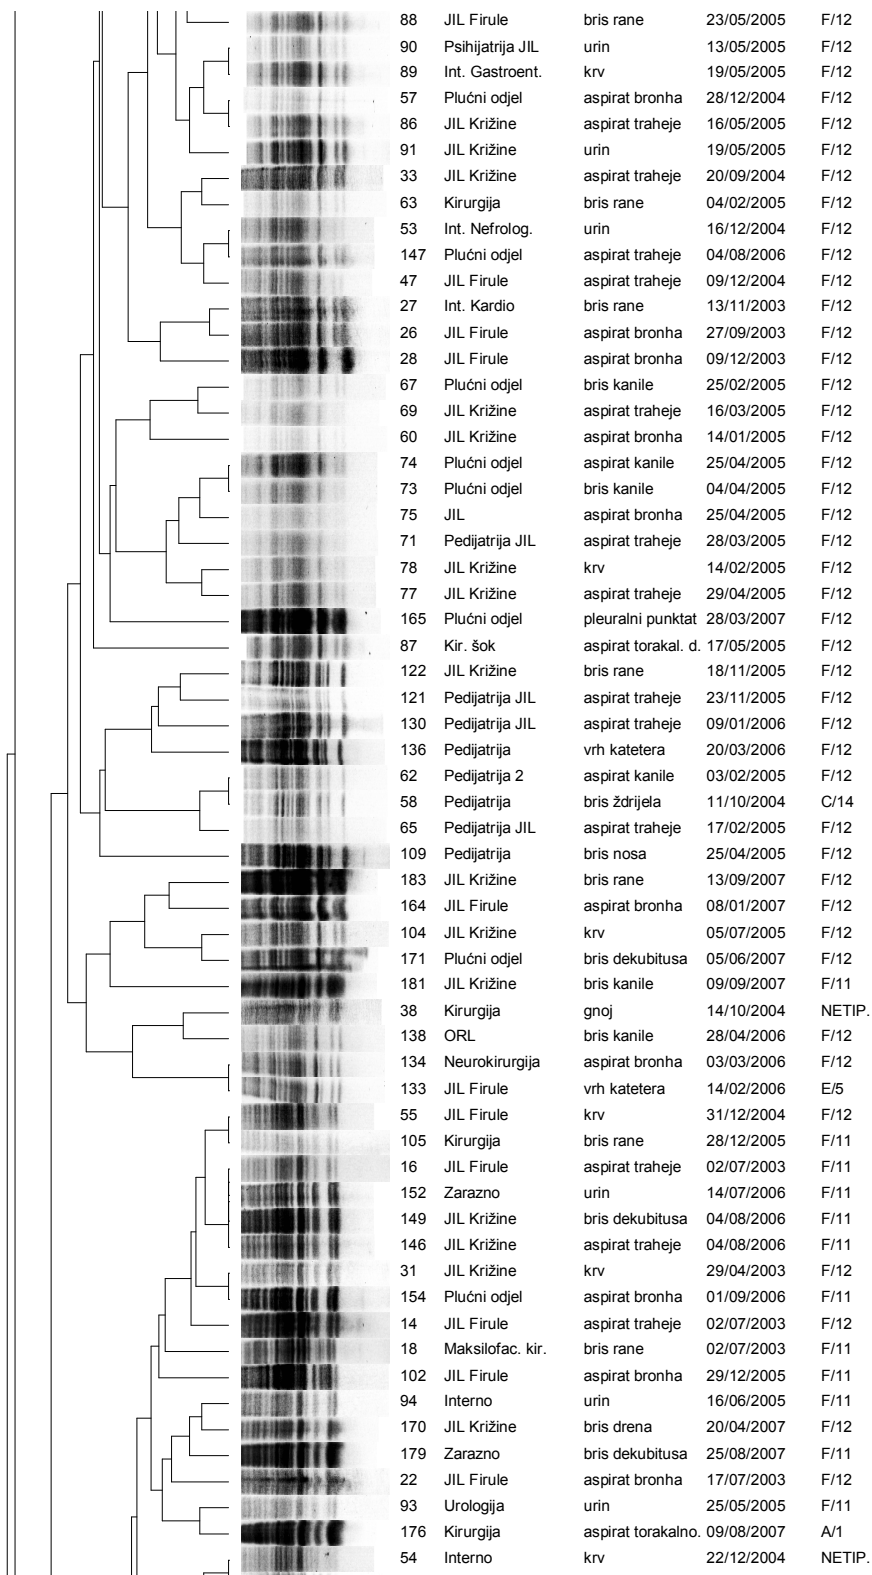 88 JIL Firule bris rane 23/05/2005 F/12
90 Psihijatrija JIL urin 13/05/2005 F/12
89 Int. Gastroent. krv 19/05/2005 F/12
57 Plućni odjel aspirat bronha 28/12/2004 F/12
86 JIL Križine aspirat traheje 16/05/2005 F/12
91 JIL Križine urin 19/05/2005 F/12
33 JIL Križine aspirat traheje 20/09/2004 F/12
63 Kirurgija bris rane 04/02/2005 F/12
53 Int. Nefrolog. urin 16/12/2004 F/12
147 Plućni odjel aspirat traheje 04/08/2006 F/12
47 JIL Firule aspirat traheje 09/12/2004 F/12
27 Int. Kardio bris rane 13/11/2003 F/12
26 JIL Firule aspirat bronha 27/09/2003 F/12
28 JIL Firule aspirat bronha 09/12/2003 F/12
67 Plućni odjel bris kanile 25/02/2005 F/12
69 JIL Križine aspirat traheje 16/03/2005 F/12
60 JIL Križine aspirat bronha 14/01/2005 F/12
74 Plućni odjel aspirat kanile 25/04/2005 F/12
73 Plućni odjel bris kanile 04/04/2005 F/12
75 JIL aspirat bronha 25/04/2005 F/12
71 Pedijatrija JIL aspirat traheje 28/03/2005 F/12
78 JIL Križine krv 14/02/2005 F/12
77 JIL Križine aspirat traheje 29/04/2005 F/12
165 Plućni odjel pleuralni punktat 28/03/2007 F/12
87 Kir. šok aspirat torakal. d. 17/05/2005 F/12
122 JIL Križine bris rane 18/11/2005 F/12
121 Pedijatrija JIL aspirat traheje 23/11/2005 F/12
130 Pedijatrija JIL aspirat traheje 09/01/2006 F/12
136 Pedijatrija vrh katetera 20/03/2006 F/12
62 Pedijatrija 2 aspirat kanile 03/02/2005 F/12
58 Pedijatrija bris ždrijela 11/10/2004 C/14
65 Pedijatrija JIL aspirat traheje 17/02/2005 F/12
109 Pedijatrija bris nosa 25/04/2005 F/12
183 JIL Križine bris rane 13/09/2007 F/12
164 JIL Firule aspirat bronha 08/01/2007 F/12
104 JIL Križine krv 05/07/2005 F/12
171 Plućni odjel bris dekubitusa 05/06/2007 F/12
181 JIL Križine bris kanile 09/09/2007 F/11
38 Kirurgija gnoj 14/10/2004 NETIP.
138 ORL bris kanile 28/04/2006 F/12
134 Neurokirurgija aspirat bronha 03/03/2006 F/12
133 JIL Firule vrh katetera 14/02/2006 E/5
55 JIL Firule krv 31/12/2004 F/12
105 Kirurgija bris rane 28/12/2005 F/11
16 JIL Firule aspirat traheje 02/07/2003 F/11
152 Zarazno urin 14/07/2006 F/11
149 JIL Križine bris dekubitusa 04/08/2006 F/11
146 JIL Križine aspirat traheje 04/08/2006 F/11
31 JIL Križine krv 29/04/2003 F/12
154 Plućni odjel aspirat bronha 01/09/2006 F/11
14 JIL Firule aspirat traheje 02/07/2003 F/12
18 Maksilofac. kir. bris rane 02/07/2003 F/11
102 JIL Firule aspirat bronha 29/12/2005 F/11
94 Interno urin 16/06/2005 F/11
170 JIL Križine bris drena 20/04/2007 F/12
179 Zarazno bris dekubitusa 25/08/2007 F/11
22 JIL Firule aspirat bronha 17/07/2003 F/12
93 Urologija urin 25/05/2005 F/11
176 Kirurgija aspirat torakalno. 09/08/2007 A/1
54 Interno krv 22/12/2004 NETIP.